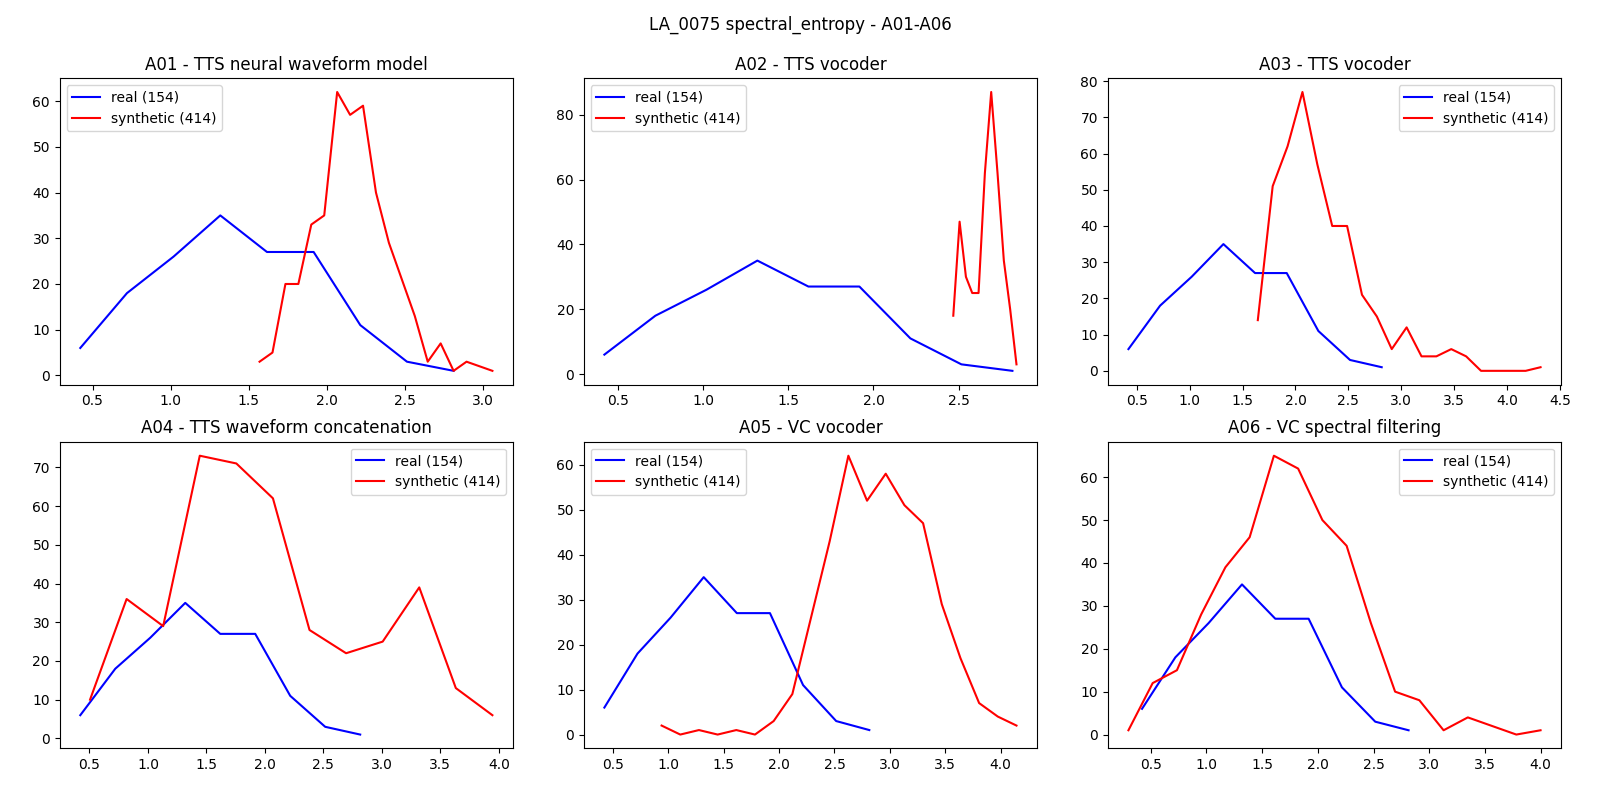 LA_0075 spectral_entropy - A01-A06
A01 - TTS neural waveform model
real (154)
synthetic (414)
60
50
40
30
20
10
0
0.5 1.0 1.5 2.0 2.5 3.0
A02 - TTS vocoder
real (154)
synthetic (414)
80
60
40
20
0
0.5 1.0 1.5 2.0 2.5
A03 - TTS vocoder
real (154)
synthetic (414)
80
70
60
50
40
30
20
10
0
0.5 1.0 1.5 2.0 2.5 3.0 3.5 4.0 4.5
A04 - TTS waveform concatenation
real (154)
synthetic (414)
70
60
50
40
30
20
10
0
0.5 1.0 1.5 2.0 2.5 3.0 3.5 4.0
A05 - VC vocoder
real (154)
synthetic (414)
60
50
40
30
20
10
0
0.5 1.0 1.5 2.0 2.5 3.0 3.5 4.0
A06 - VC spectral filtering
real (154)
synthetic (414)
60
50
40
30
20
10
0
0.5 1.0 1.5 2.0 2.5 3.0 3.5 4.0